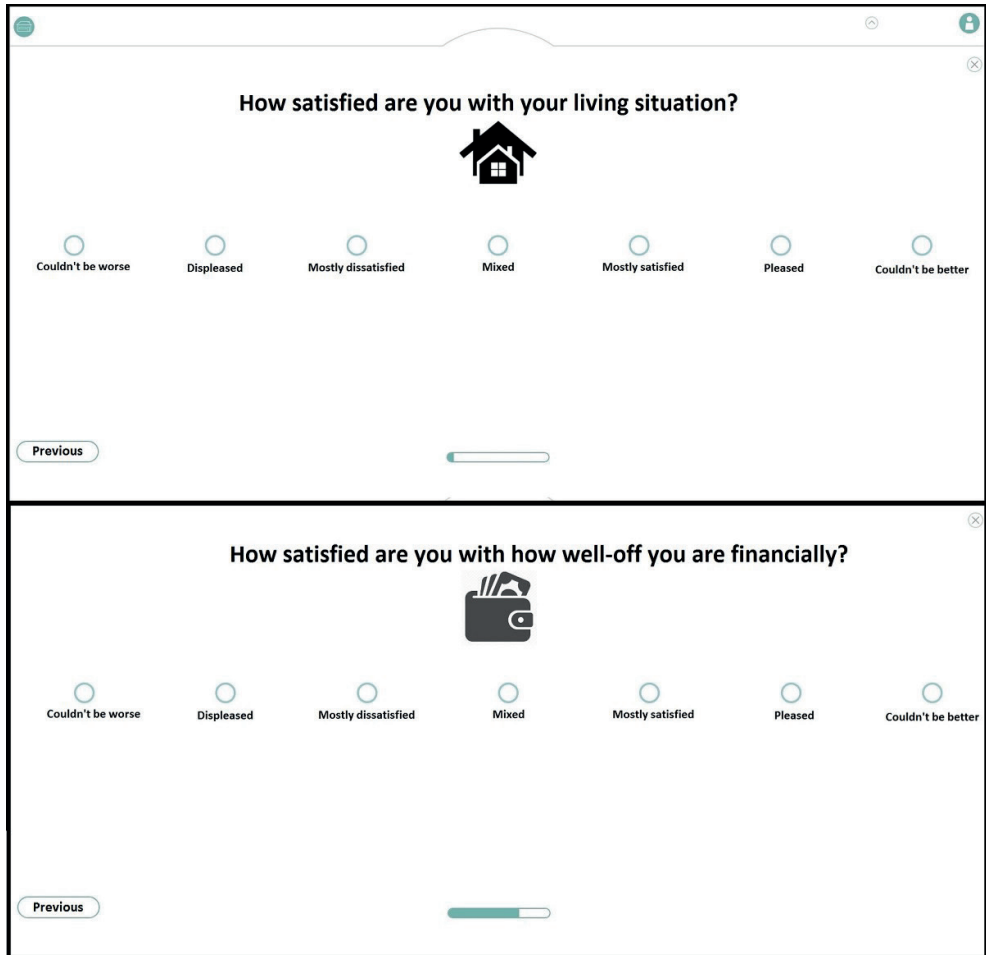 How satisfied are you with your living situation?
Couldn't be worse
Displeased
Mostly dissatisfied
Mixed
Mostly satisfied
Pleased
Couldn't be better
Previous
How satisfied are you with how well-off you are financially?
Couldn't be worse
Displeased
Mostly dissatisfied
Mixed
Mostly satisfied
Pleased
Couldn't be better
Previous